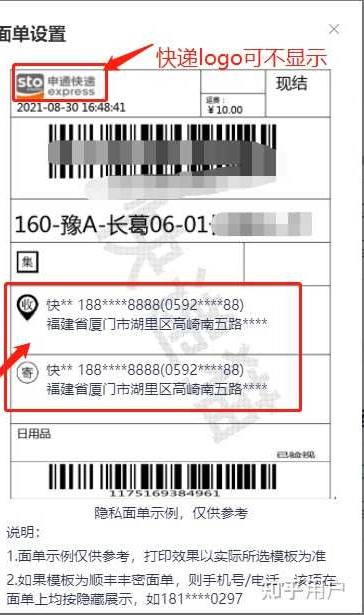 面单设置
快递logo可不显示
sto 申通快递
express
现结
2021-08-30 16:48:41
运费:
¥10.00
160-豫A-长葛06-01
集
收
快** 188****8888(0592****88)
福建省厦门市湖里区高崎南五路****
寄
快** 188****8888(0592****88)
福建省厦门市湖里区高崎南五路****
日用品
已验视
1175169384961
隐私面单示例，仅供参考
说明：
1.面单示例仅供参考，打印效果以实际所选模板为准
2.如果模板为顺丰丰密面单，则手机号/电话，该项在
面单上均按隐藏展示，如181****0297
知乎用户